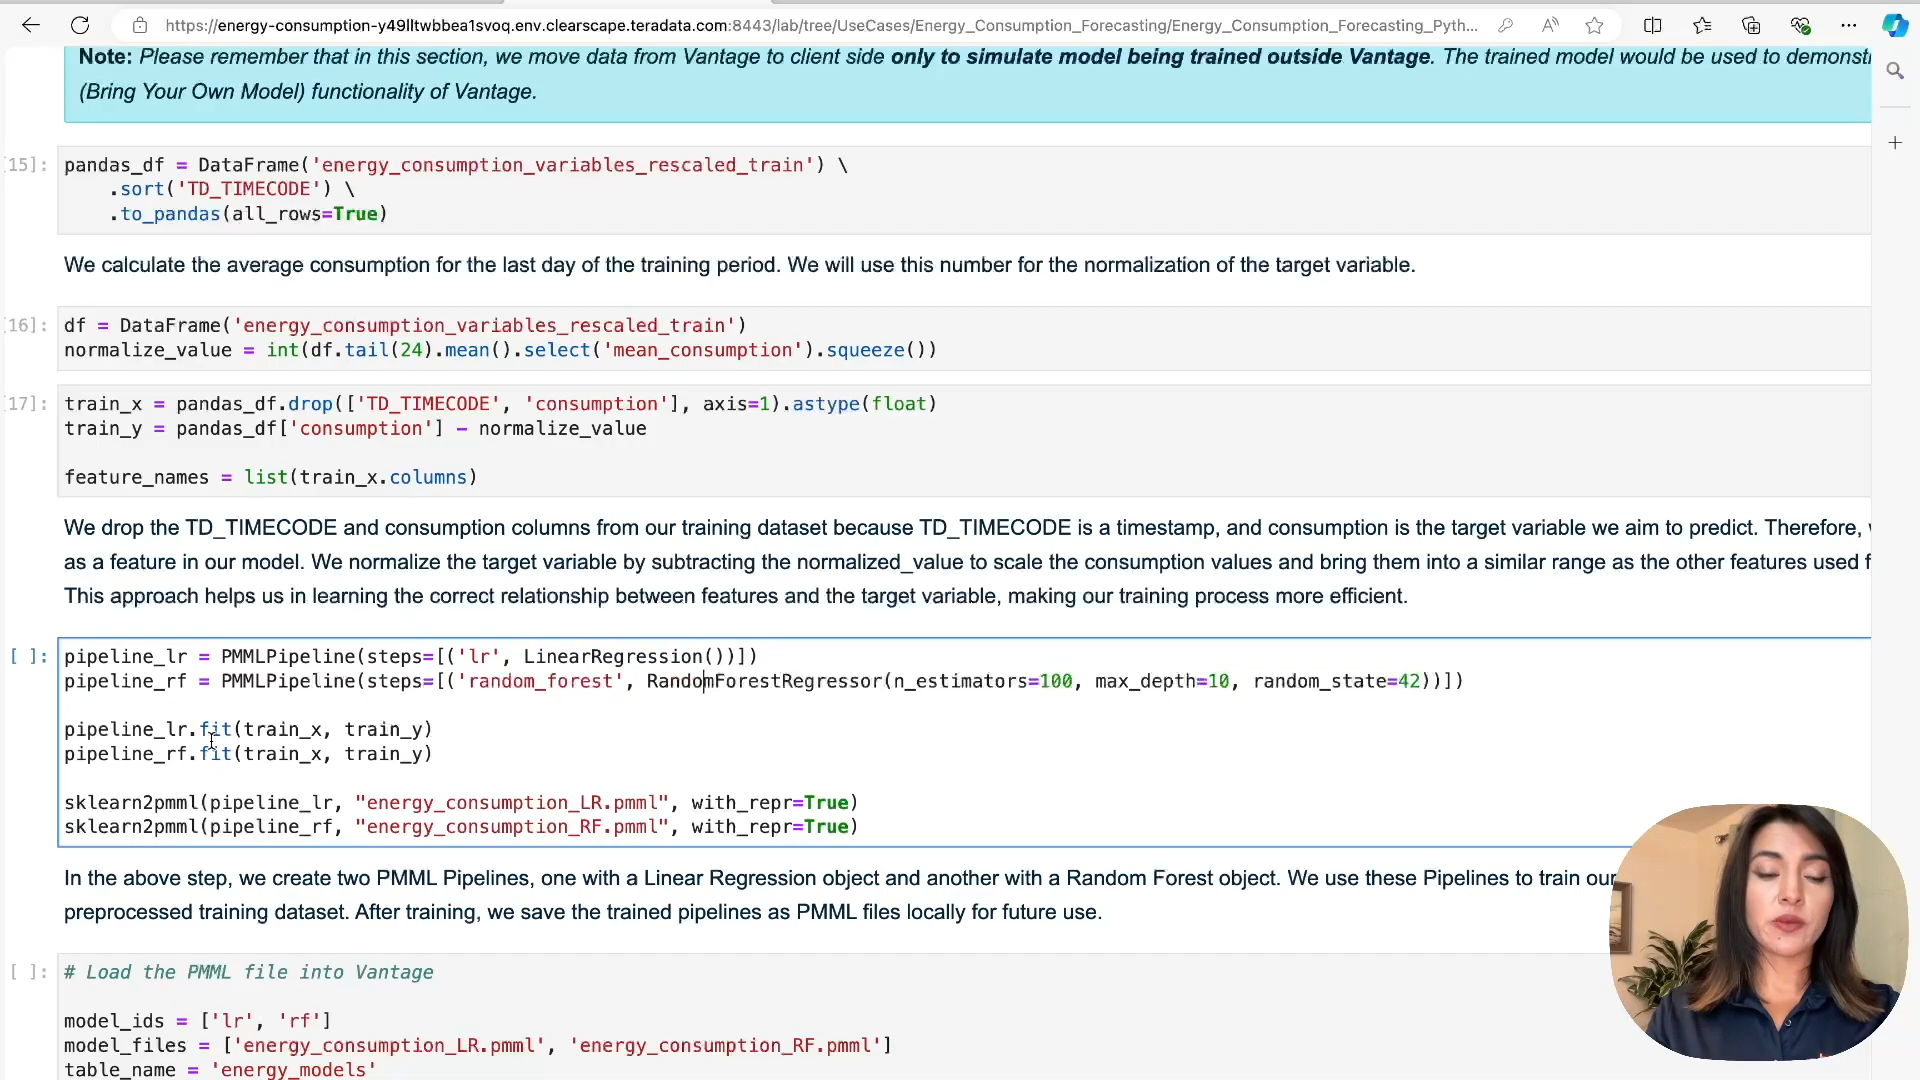 https://energy-consumption-y49lltwbbea1svoq.env.clearscape.teradata.com:8443/lab/tree/UseCases/Energy_Consumption_Forecasting/Energy_Consumption_Forecasting_Pyth...
Note: Please remember that in this section, we move data from Vantage to client side only to simulate model being trained outside Vantage. The trained model would be used to demonst
(Bring Your Own Model) functionality of Vantage.
15]: pandas_df = DataFrame('energy_consumption_variables_rescaled_train') \
.sort('TD_TIMECODE') \
.to_pandas(all_rows=True)
We calculate the average consumption for the last day of the training period. We will use this number for the normalization of the target variable.
16]: df = DataFrame('energy_consumption_variables_rescaled_train')
normalize_value = int(df.tail(24).mean().select('mean_consumption').squeeze())
17]: train_x = pandas_df.drop(['TD_TIMECODE', 'consumption'], axis=1).astype(float)
train_y = pandas_df['consumption'] - normalize_value
feature_names = list(train_x.columns)
We drop the TD_TIMECODE and consumption columns from our training dataset because TD_TIMECODE is a timestamp, and consumption is the target variable we aim to predict. Therefore,
as a feature in our model. We normalize the target variable by subtracting the normalized_value to scale the consumption values and bring them into a similar range as the other features used
This approach helps us in learning the correct relationship between features and the target variable, making our training process more efficient.
[ ]: pipeline_lr = PMMLPipeline(steps=[('lr', LinearRegression())])
pipeline_rf = PMMLPipeline(steps=[('random_forest', RandomForestRegressor(n_estimators=100, max_depth=10, random_state=42))])
pipeline_lr.fit(train_x, train_y)
pipeline_rf.fit(train_x, train_y)
sklearn2pmml(pipeline_lr, "energy_consumption_LR.pmml", with_repr=True)
sklearn2pmml(pipeline_rf, "energy_consumption_RF.pmml", with_repr=True)
In the above step, we create two PMML Pipelines, one with a Linear Regression object and another with a Random Forest object. We use these Pipelines to train our
preprocessed training dataset. After training, we save the trained pipelines as PMML files locally for future use.
[ ]: # Load the PMML file into Vantage
model_ids = ['lr', 'rf']
model_files = ['energy_consumption_LR.pmml', 'energy_consumption_RF.pmml']
table_name = 'energy_models'